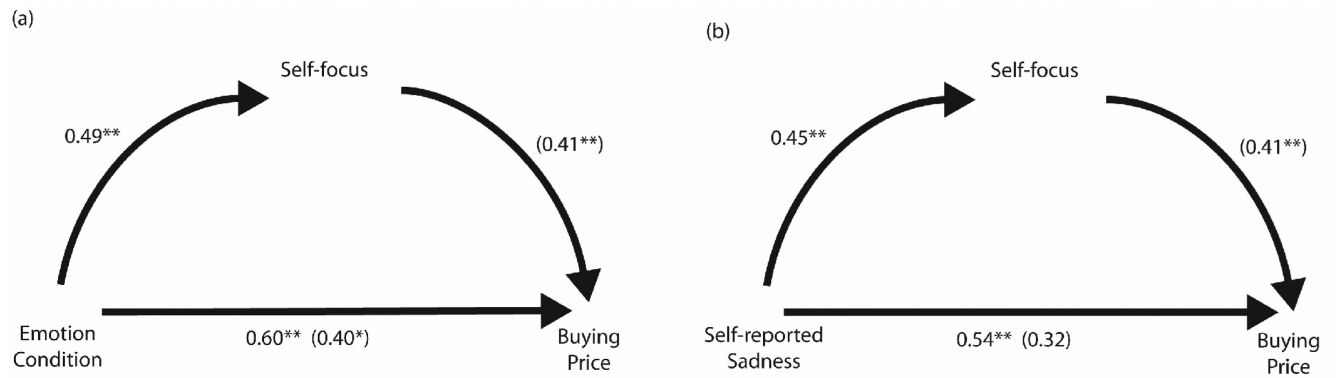 (a)
Self-focus
0.49**
(0.41**)
Emotion
Condition
0.60** (0.40*)
Buying
Price
(b)
Self-focus
0.45**
(0.41**)
Self-reported
Sadness
0.54** (0.32)
Buying
Price